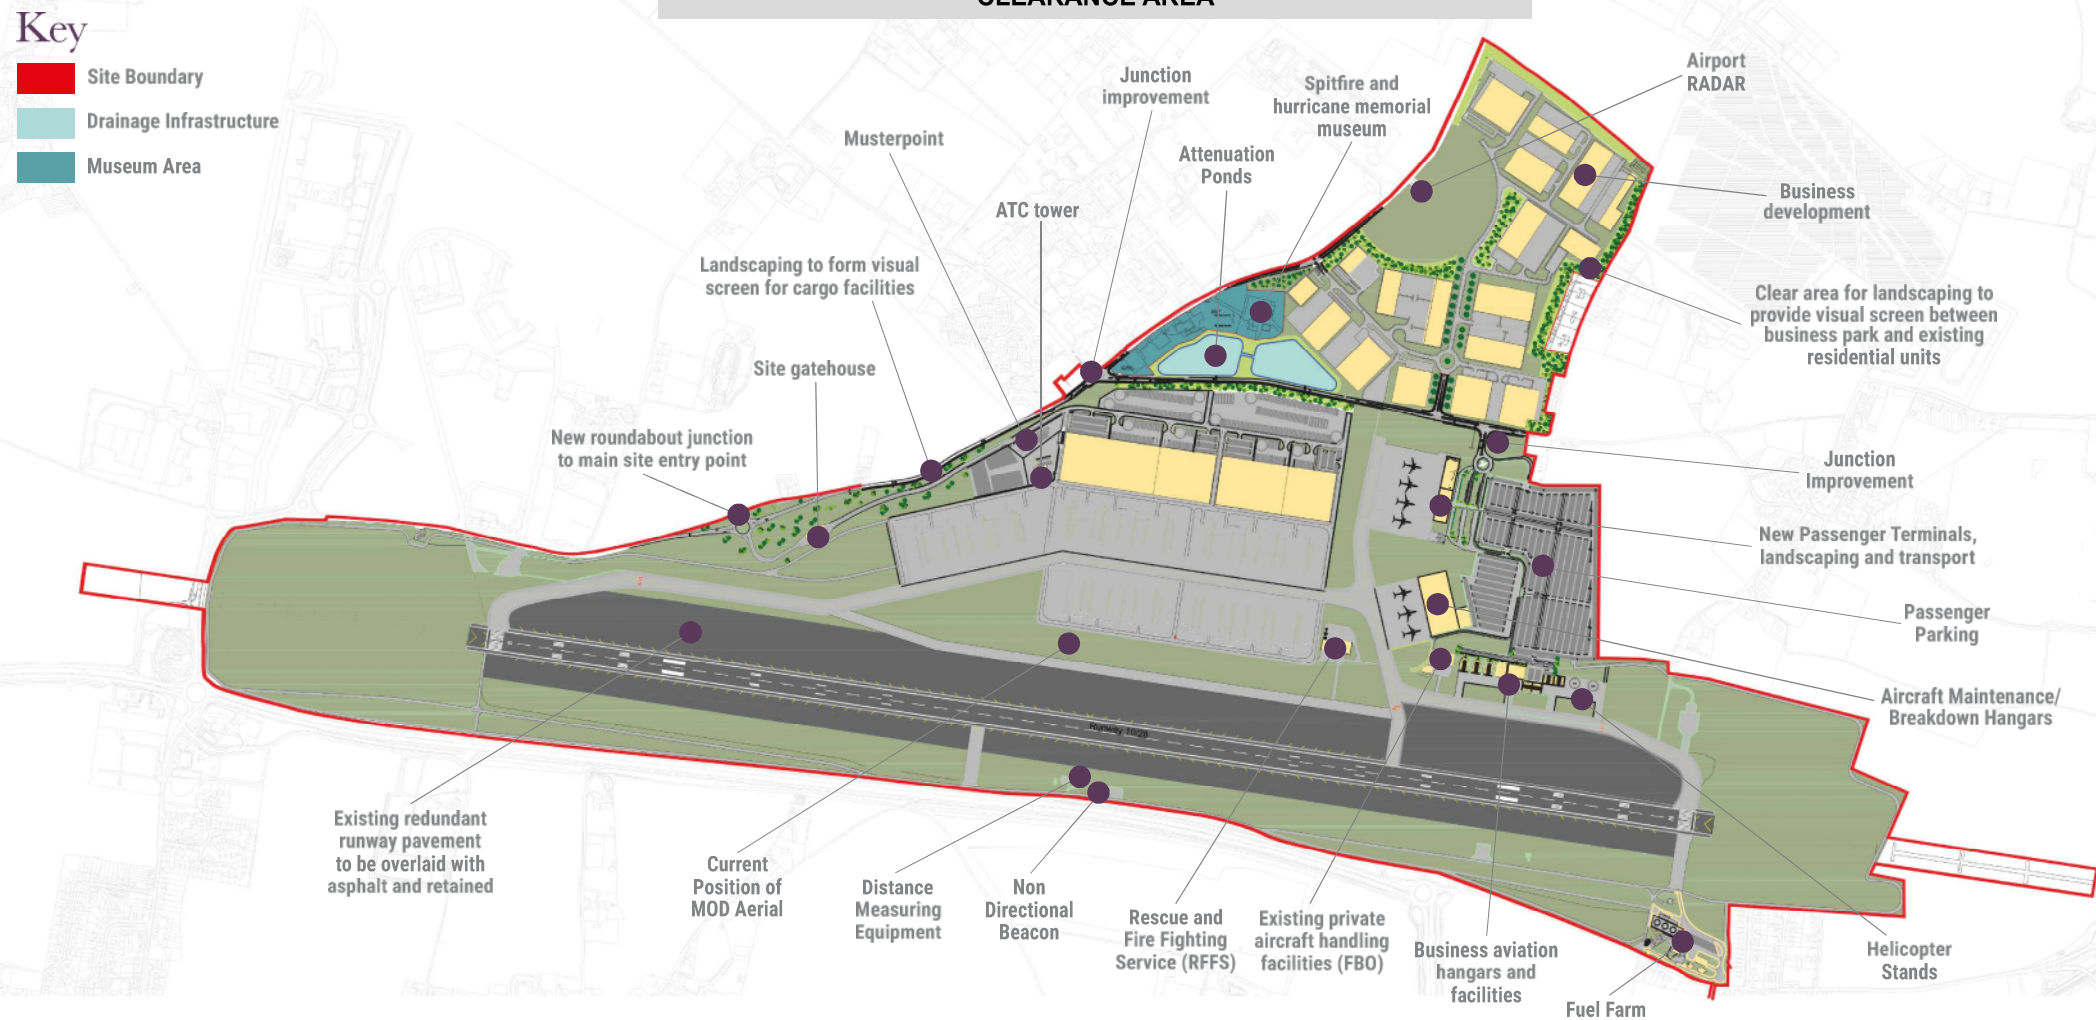 CLEARANCE AREA
Key
Site Boundary
Drainage Infrastructure
Museum Area
Airport
RADAR
Junction
improvement
Spitfire and
hurricane memorial
museum
Musterpoint
Attenuation
Ponds
Business
development
ATC tower
Landscaping to form visual
screen for cargo facilities
Clear area for landscaping to
provide visual screen between
business park and existing
residential units
Site gatehouse
New roundabout junction
to main site entry point
Junction
Improvement
New Passenger Terminals,
landscaping and transport
Passenger
Parking
Aircraft Maintenance/
Breakdown Hangars
Runway 10/28
Existing redundant
runway pavement
to be overlaid with
asphalt and retained
Current
Position of
MOD Aerial
Distance
Measuring
Equipment
Non
Directional
Beacon
Rescue and
Fire Fighting
Service (RFFS)
Existing private
aircraft handling
facilities (FBO)
Business aviation
hangars and
facilities
Helicopter
Stands
Fuel Farm